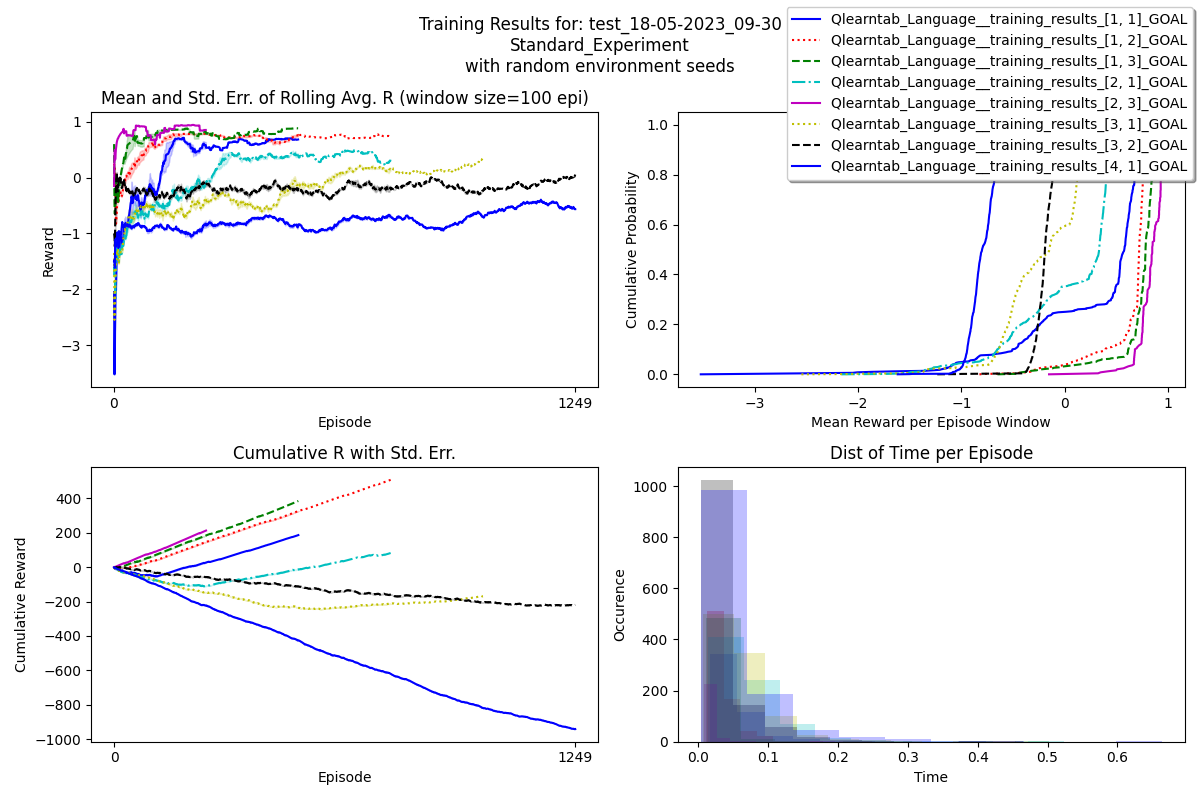 Training Results for: test_18-05-2023_09-30
Standard_Experiment
with random environment seeds
Qlearntab_Language__training_results_[1, 1]_GOAL
Qlearntab_Language__training_results_[1, 2]_GOAL
Qlearntab_Language__training_results_[1, 3]_GOAL
Qlearntab_Language__training_results_[2, 1]_GOAL
Qlearntab_Language__training_results_[2, 3]_GOAL
Qlearntab_Language__training_results_[3, 1]_GOAL
Qlearntab_Language__training_results_[3, 2]_GOAL
Qlearntab_Language__training_results_[4, 1]_GOAL
Mean and Std. Err. of Rolling Avg. R (window size=100 epi)
Reward
1
0
−1
−2
−3
0
1249
Episode
Cumulative Probability
1.0
0.8
0.6
0.4
0.2
0.0
−3
−2
−1
0
1
Mean Reward per Episode Window
Cumulative R with Std. Err.
Cumulative Reward
400
200
0
−200
−400
−600
−800
−1000
0
1249
Episode
Dist of Time per Episode
Occurence
1000
800
600
400
200
0
0.0
0.1
0.2
0.3
0.4
0.5
0.6
Time